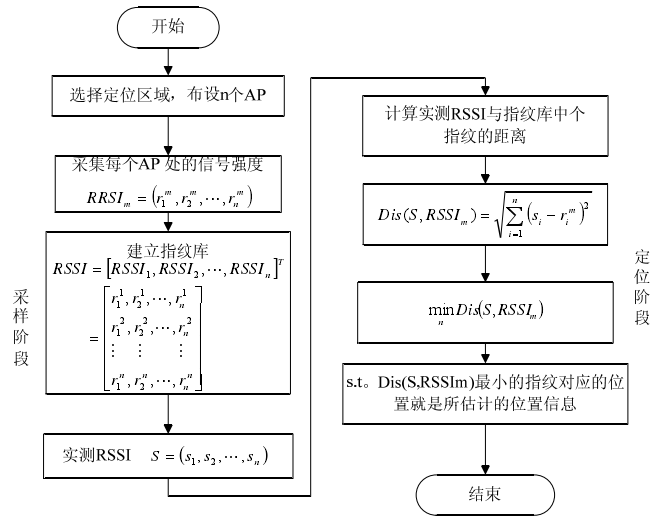 开始
选择定位区域，布设n个AP
采集每个AP 处的信号强度
RRSI_m = (r_1^m, r_2^m, ⋯, r_n^m)
建立指纹库
RSSI = [RSSI_1, RSSI_2, ⋯, RSSI_n]^T
= [r_1^1, r_2^1, ⋯, r_n^1
r_1^2, r_2^2, ⋯, r_n^2
⋮ ⋮ ⋮
r_1^n, r_2^n, ⋯, r_n^n]
实测RSSI S = (s_1, s_2, ⋯, s_n)
采样阶段
计算实测RSSI与指纹库中个
指纹的距离
Dis(S, RSSI_m) = √(∑_{i=1}^{n} (s_i − r_i^m)^2)
min_n Dis(S, RSSI_m)
s.t。Dis(S,RSSIm)最小的指纹对应的位
置就是所估计的位置信息
结束
定位阶段